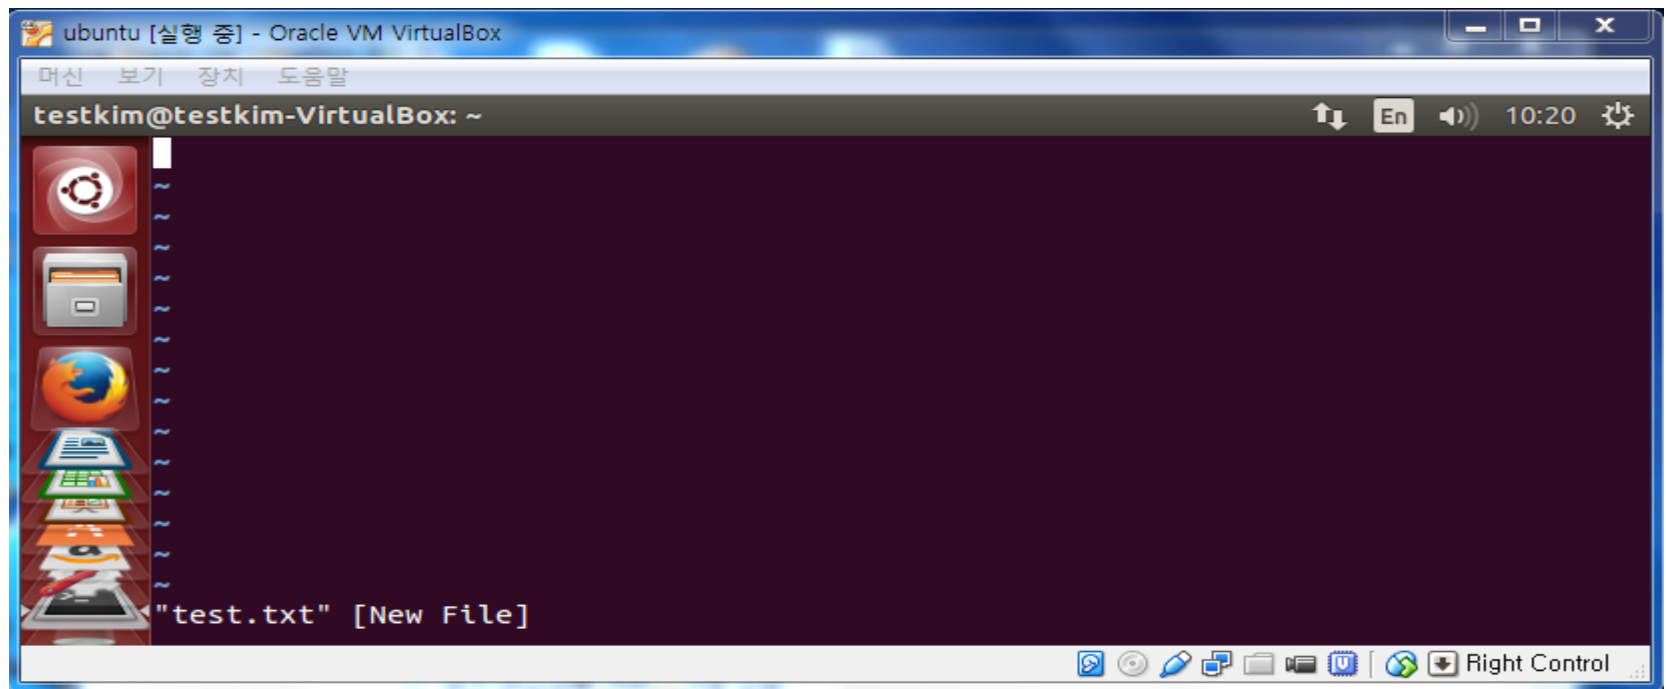 ubuntu [실행 중] - Oracle VM VirtualBox
머신 보기 장치 도움말
testkim@testkim-VirtualBox: ~ En 10:20
~
~
~
~
~
~
~
~
~
~
~
~
~
~
"test.txt" [New File]
Right Control